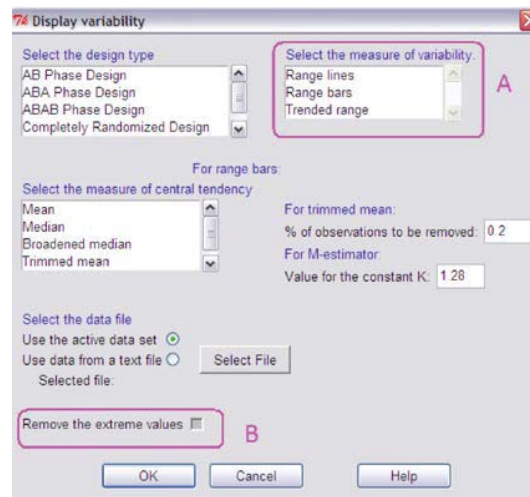 Display variability
Select the design type
AB Phase Design
ABA Phase Design
ABAB Phase Design
Completely Randomized Design
Select the measure of variability.
Range lines
Range bars
Trended range
A
For range bars:
Select the measure of central tendency
Mean
Median
Broadened median
Trimmed mean
For trimmed mean:
% of observations to be removed: 0.2
For M-estimator:
Value for the constant K: 1.28
Select the data file
Use the active data set
Use data from a text file
Select File
Selected file:
Remove the extreme values
B
OK
Cancel
Help